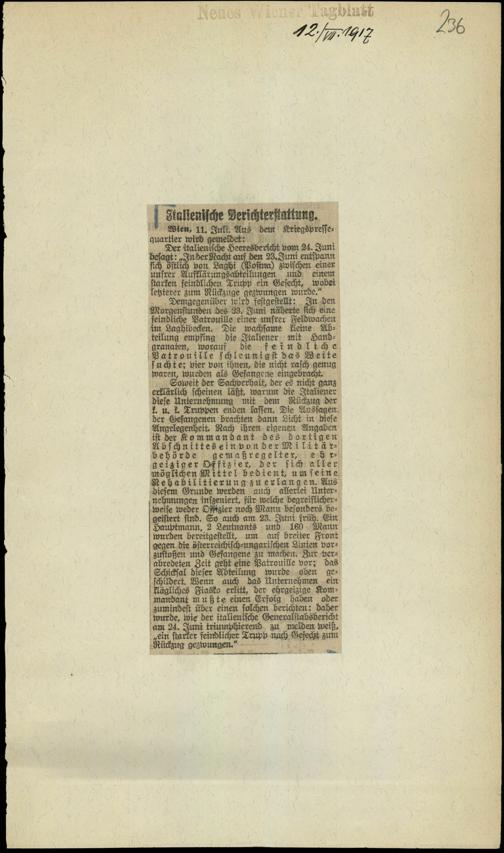 Neues Wiener Tagblatt
12./VII. 1917
236
Italienische Berichterstattung.
Wien, 11. Juli. Aus dem Kriegspresse-
quartier wird gemeldet:
Der italienische Heeresbericht vom 24. Juni
besagt: „In der Nacht auf den 23. Juni entspann
sich östlich von Laghi (Posina) zwischen einer
unsrer Aufklärungsabteilungen und einem
starken feindlichen Trupp ein Gefecht, wobei
letzterer zum Rückzuge gezwungen wurde.“
Demgegenüber wird festgestellt: In den
Morgenstunden des 23. Juni näherte sich eine
feindliche Patrouille einer unsrer Feldwachen
im Laghibecken. Die wachsame kleine Ab-
teilung empfing die Italiener mit Hand-
granaten, worauf die feindliche
Patrouille schleunigst das Weite
suchte; vier von ihnen, die nicht rasch genug
waren, wurden als Gefangene eingebracht.
Soweit der Sachverhalt, der es nicht ganz
erklärlich scheinen läßt, warum die Italiener
diese Unternehmung mit dem Rückzug der
k. u. k. Truppen enden lassen. Die Aussagen
der Gefangenen brachten dann Licht in diese
Angelegenheit. Nach ihren eigenen Angaben
ist der Kommandant des dortigen
Abschnittes ein von der Militär-
behörde gemaßregelter, ehr-
geiziger Offizier, der sich aller
möglichen Mittel bedient, um seine
Rehabilitierung zu erlangen. Aus
diesem Grunde werden auch allerlei Unter-
nehmungen inszeniert, für welche begreiflicher-
weise weder Offizier noch Mann besonders be-
geistert sind. So auch am 23. Juni früh. Ein
Hauptmann, 2 Leutnants und 160 Mann
wurden bereitgestellt, um auf breiter Front
gegen die österreichisch-ungarischen Linien vor-
zustoßen und Gefangene zu machen. Zur ver-
abredeten Zeit geht eine Patrouille vor; das
Schicksal dieser Abteilung wurde oben ge-
schildert. Wenn auch das Unternehmen ein
klägliches Fiasko erlitt, der ehrgeizige Kom-
mandant mußte einen Erfolg haben oder
zumindest über einen solchen berichten: daher
wurde, wie der italienische Generalstabsbericht
am 24. Juni triumphierend zu melden weiß,
„ein starker feindlicher Trupp nach Gefecht zum
Rückzug gezwungen.“